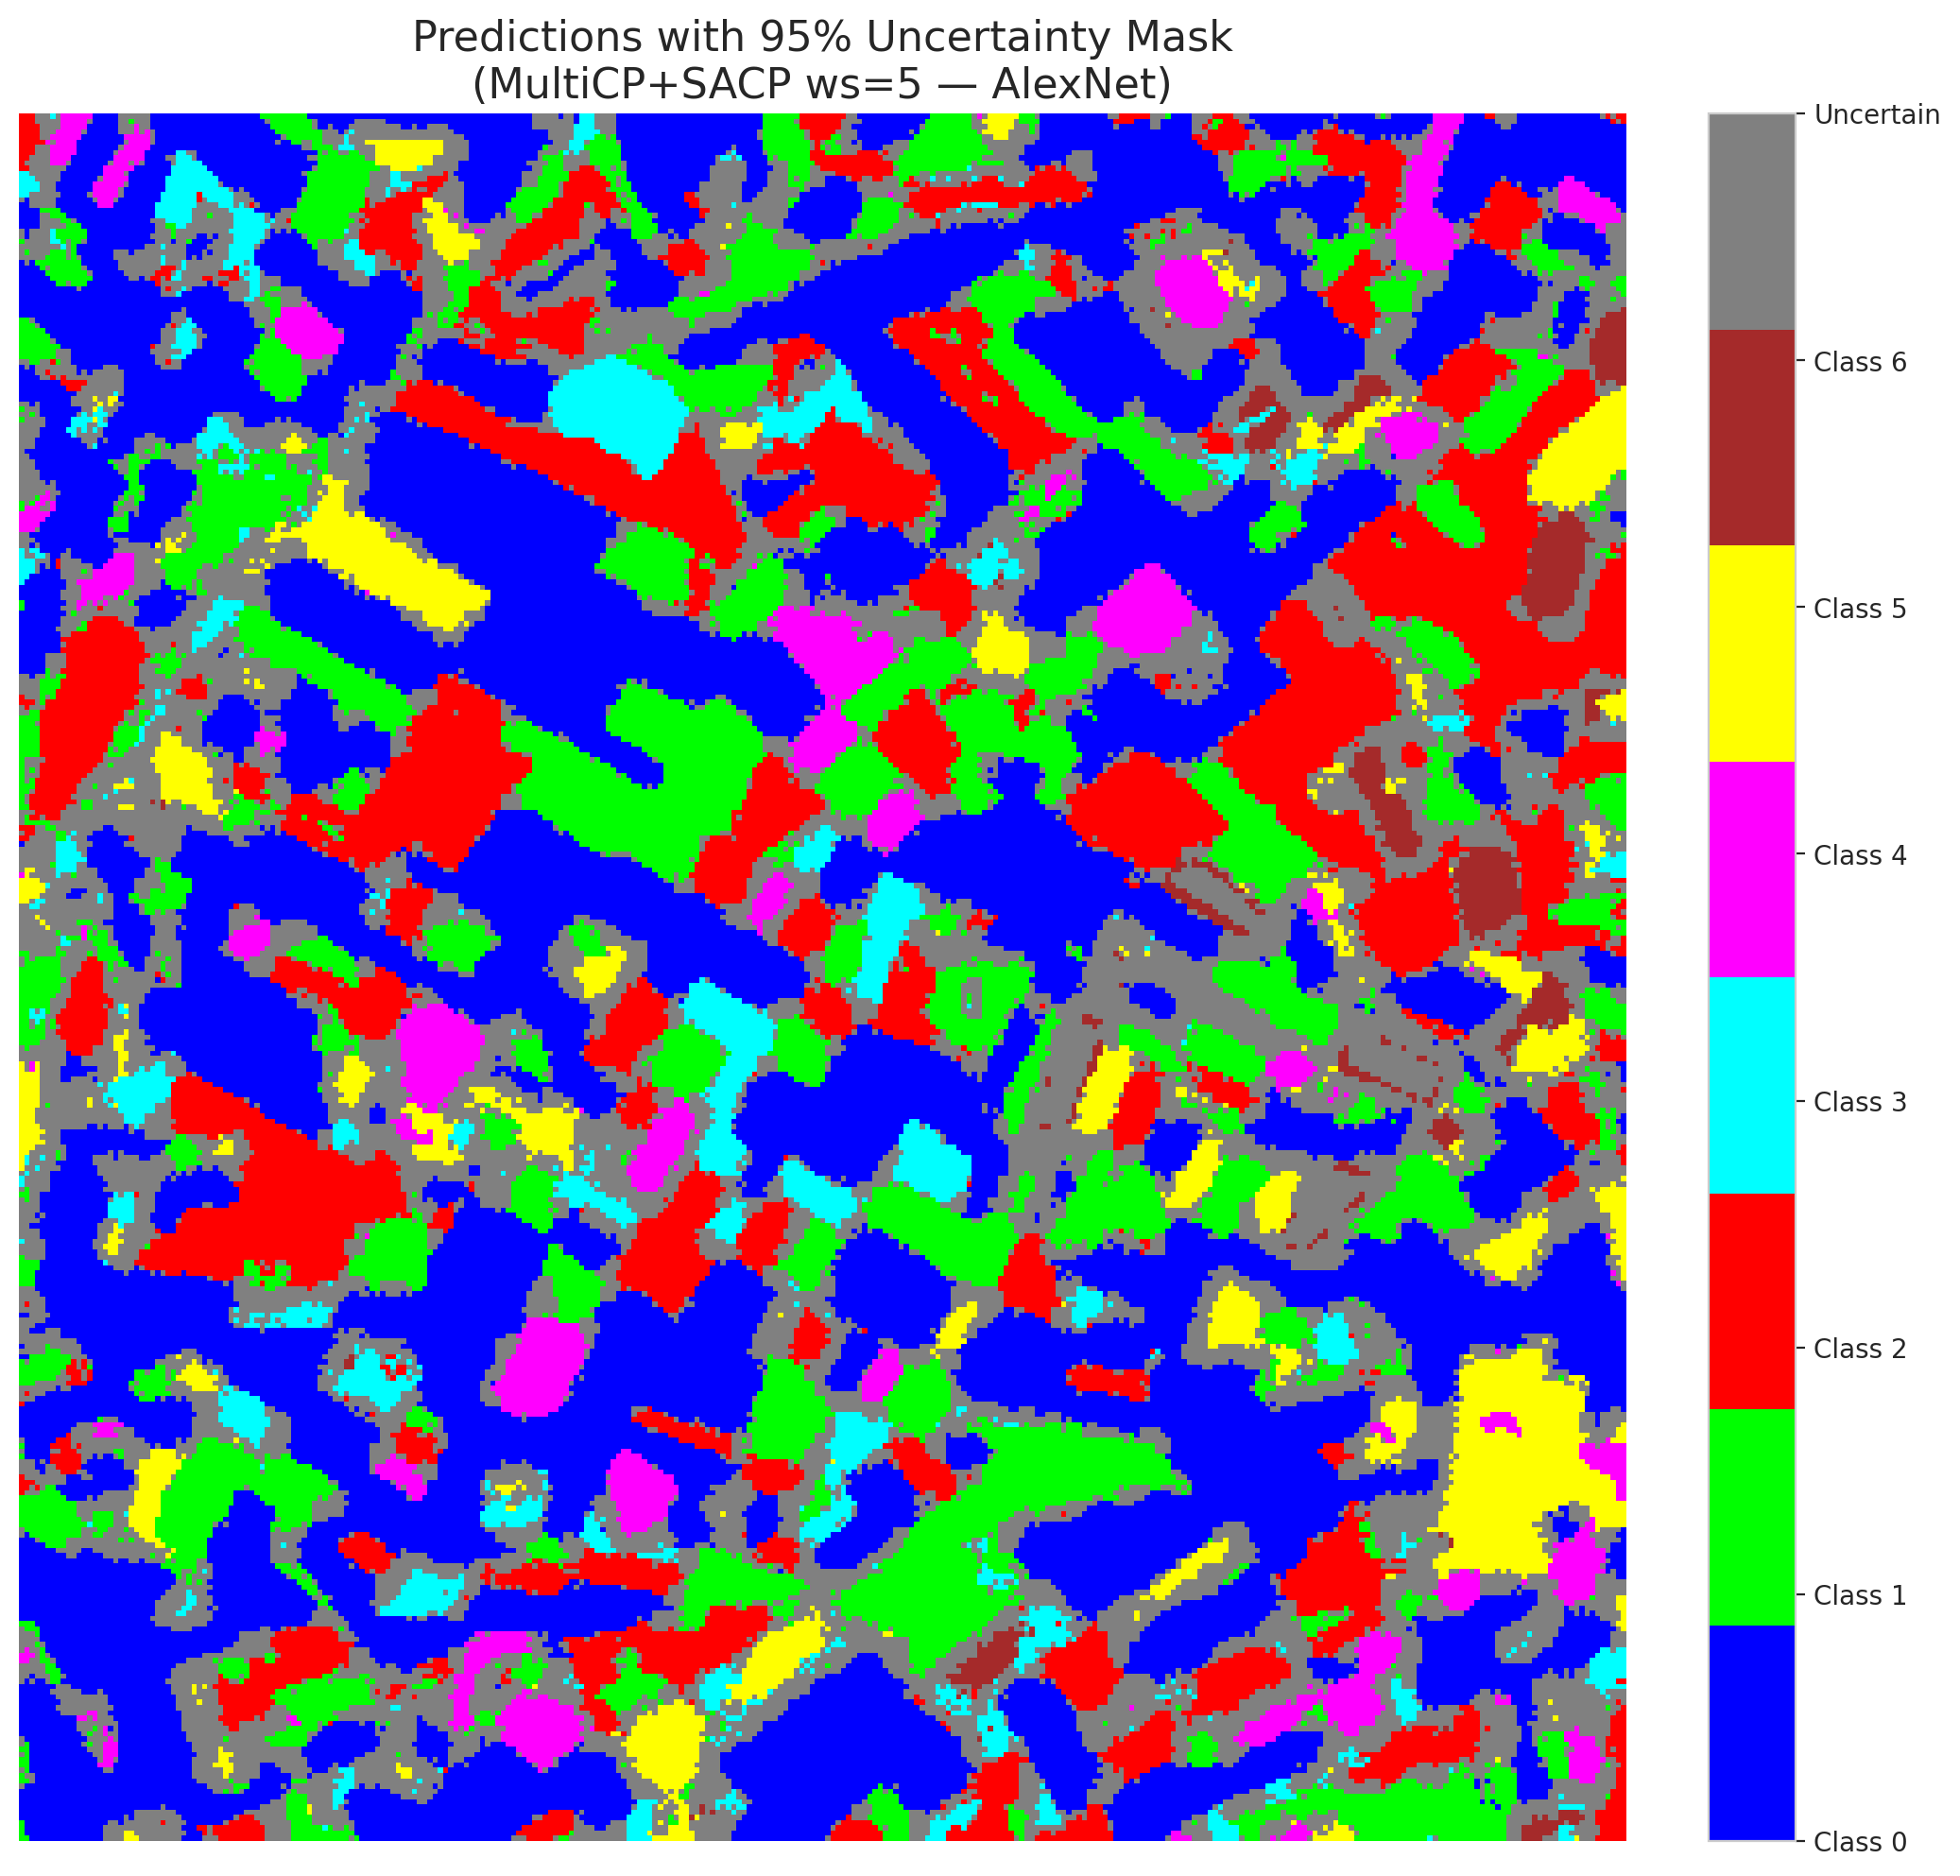 Predictions with 95% Uncertainty Mask
(MultiCP+SACP ws=5 — AlexNet)
Uncertain
Class 6
Class 5
Class 4
Class 3
Class 2
Class 1
Class 0